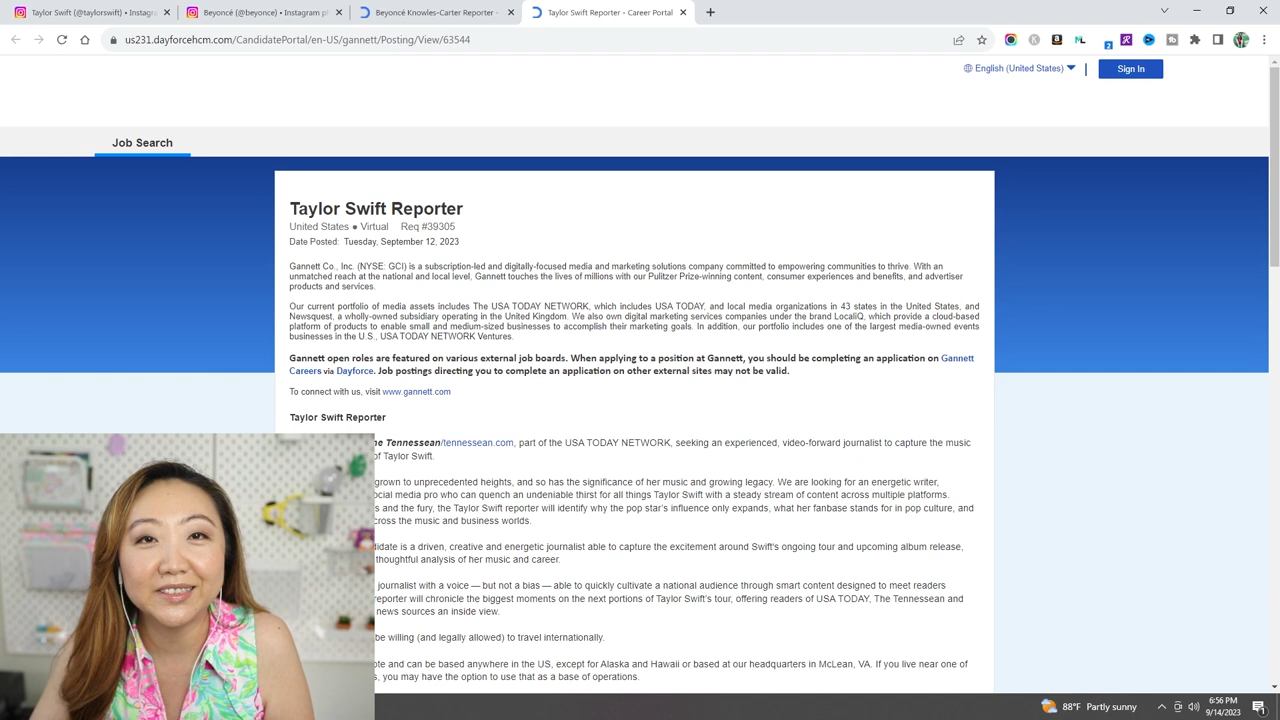 Taylor Swift (@taylorswift) • Instagr
Beyoncé (@beyonce) • Instagram p
Beyoncé Knowles-Carter Reporter -
Taylor Swift Reporter - Career Portal
us231.dayforcehcm.com/CandidatePortal/en-US/gannett/Posting/View/63544
2
English (United States)
Sign In
Job Search
Taylor Swift Reporter
United States ● Virtual Req #39305
Date Posted: Tuesday, September 12, 2023
Gannett Co., Inc. (NYSE: GCI) is a subscription-led and digitally-focused media and marketing solutions company committed to empowering communities to thrive. With an
unmatched reach at the national and local level, Gannett touches the lives of millions with our Pulitzer Prize-winning content, consumer experiences and benefits, and advertiser
products and services.
Our current portfolio of media assets includes The USA TODAY NETWORK, which includes USA TODAY, and local media organizations in 43 states in the United States, and
Newsquest, a wholly-owned subsidiary operating in the United Kingdom. We also own digital marketing services companies under the brand LocaliQ, which provide a cloud-based
platform of products to enable small and medium-sized businesses to accomplish their marketing goals. In addition, our portfolio includes one of the largest media-owned events
businesses in the U.S., USA TODAY NETWORK Ventures.
Gannett open roles are featured on various external job boards. When applying to a position at Gannett, you should be completing an application on Gannett
Careers via Dayforce. Job postings directing you to complete an application on other external sites may not be valid.
To connect with us, visit www.gannett.com
Taylor Swift Reporter
Tennessean/tennessean.com, part of the USA TODAY NETWORK, seeking an experienced, video-forward journalist to capture the music
of Taylor Swift.
grown to unprecedented heights, and so has the significance of her music and growing legacy. We are looking for an energetic writer,
media pro who can quench an undeniable thirst for all things Taylor Swift with a steady stream of content across multiple platforms.
and the fury, the Taylor Swift reporter will identify why the pop star's influence only expands, what her fanbase stands for in pop culture, and
the music and business worlds.
is a driven, creative and energetic journalist able to capture the excitement around Swift's ongoing tour and upcoming album release,
thoughtful analysis of her music and career.
journalist with a voice — but not a bias — able to quickly cultivate a national audience through smart content designed to meet readers
reporter will chronicle the biggest moments on the next portions of Taylor Swift's tour, offering readers of USA TODAY, The Tennessean and
news sources an inside view.
be willing (and legally allowed) to travel internationally.
and can be based anywhere in the US, except for Alaska and Hawaii or based at our headquarters in McLean, VA. If you live near one of
you may have the option to use that as a base of operations.
88°F Partly sunny
6:56 PM
9/14/2023
1